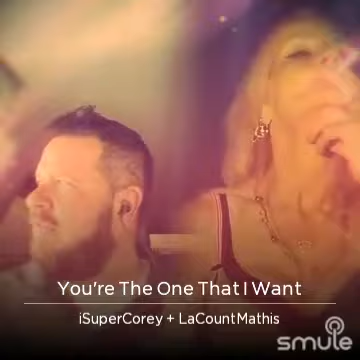 You're The One That I Want
iSuperCorey + LaCountMathis
smule